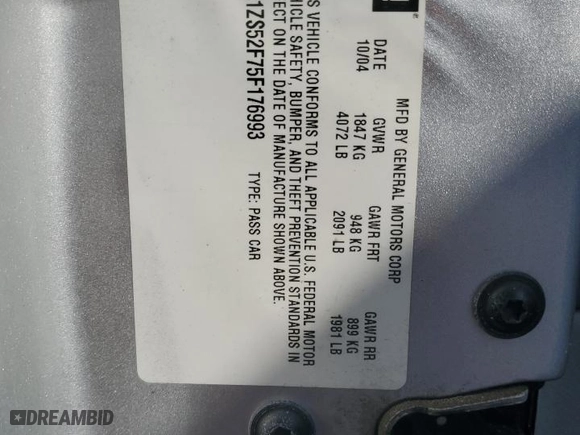 MFD BY GENERAL MOTORS CORP
DATE GVWR GAWR FRT GAWR RR
10/04 1847 KG 948 KG 899 KG
4072 LB 2091 LB 1981 LB
VEHICLE CONFORMS TO ALL APPLICABLE U.S. FEDERAL MOTOR
SAFETY, BUMPER, AND THEFT PREVENTION STANDARDS IN
ON THE DATE OF MANUFACTURE SHOWN ABOVE.
1ZS52F75F176993 TYPE: PASS CAR
DREAMBID